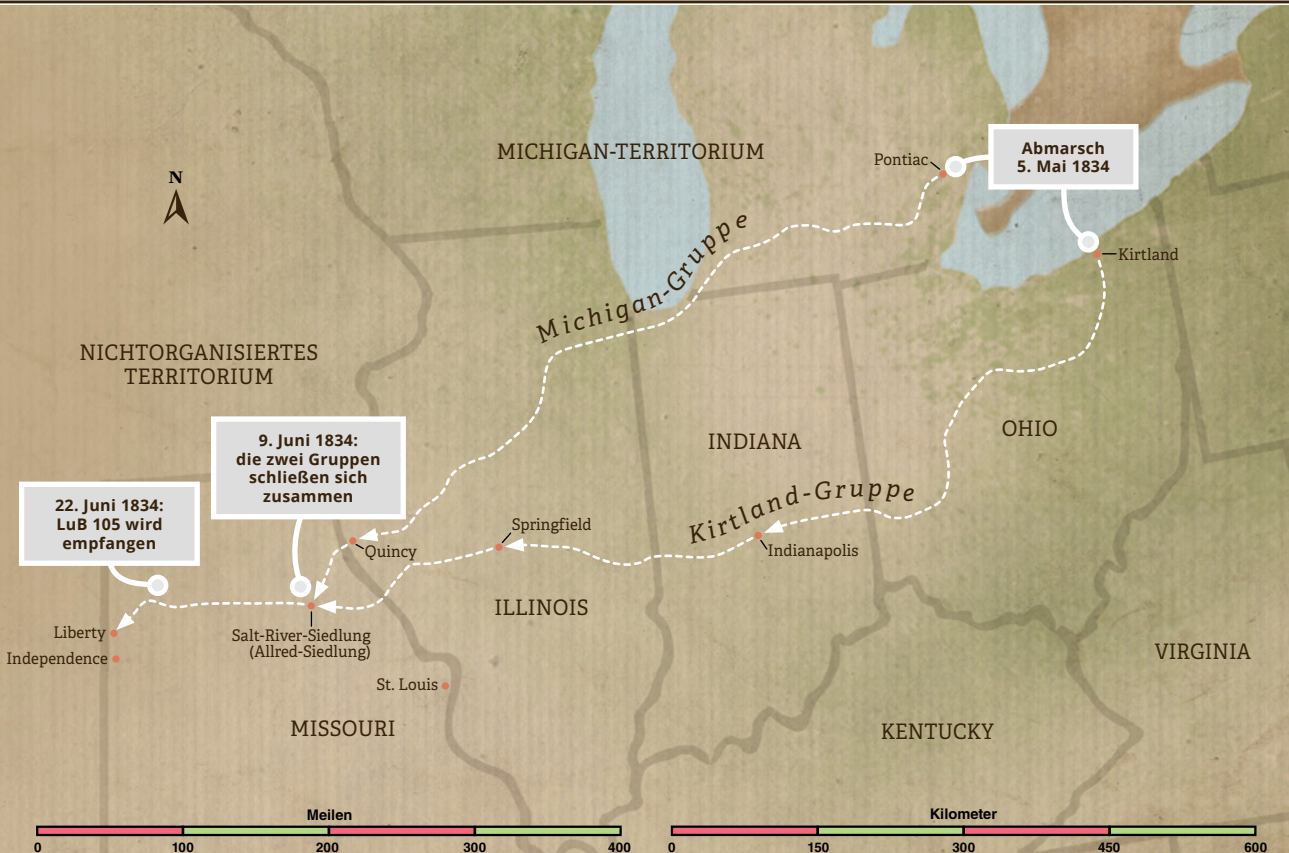 MICHIGAN-TERRITORIUM
Pontiac
Abmarsch
5. Mai 1834
N
Kirtland
Michigan-Gruppe
NICHTORGANISIERTES
TERRITORIUM
9. Juni 1834:
die zwei Gruppen
schließen sich
zusammen
INDIANA
OHIO
22. Juni 1834:
LuB 105 wird
empfangen
Kirtland-Gruppe
Springfield
Quincy
Indianapolis
ILLINOIS
Liberty
Salt-River-Siedlung
(Allred-Siedlung)
Independence
VIRGINIA
St. Louis
MISSOURI
KENTUCKY
Meilen
0 100 200 300 400
Kilometer
0 150 300 450 600